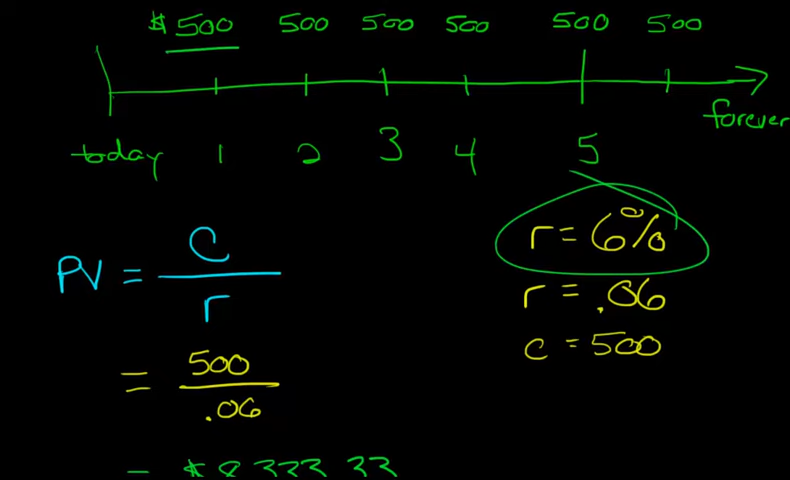 $500 500 500 500 500 500
forever
today 1 2 3 4 5
r = 6%
PV = C / r
r = .06
c = 500
= 500 / .06